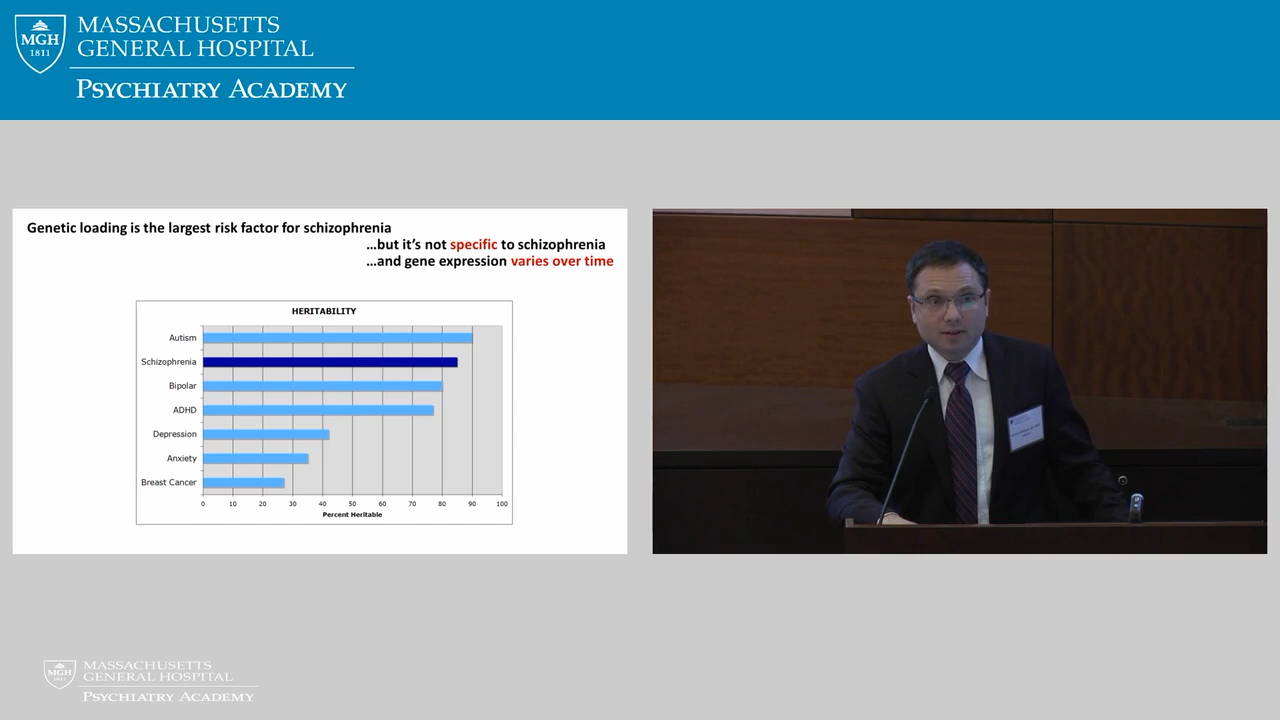 MASSACHUSETTS
GENERAL HOSPITAL
PSYCHIATRY ACADEMY
MGH
1811
Genetic loading is the largest risk factor for schizophrenia
…but it's not specific to schizophrenia
…and gene expression varies over time
HERITABILITY
Autism
Schizophrenia
Bipolar
ADHD
Depression
Anxiety
Breast Cancer
0 10 20 30 40 50 60 70 80 90 100
Percent Heritable
MGH
1811
MASSACHUSETTS
GENERAL HOSPITAL
PSYCHIATRY ACADEMY